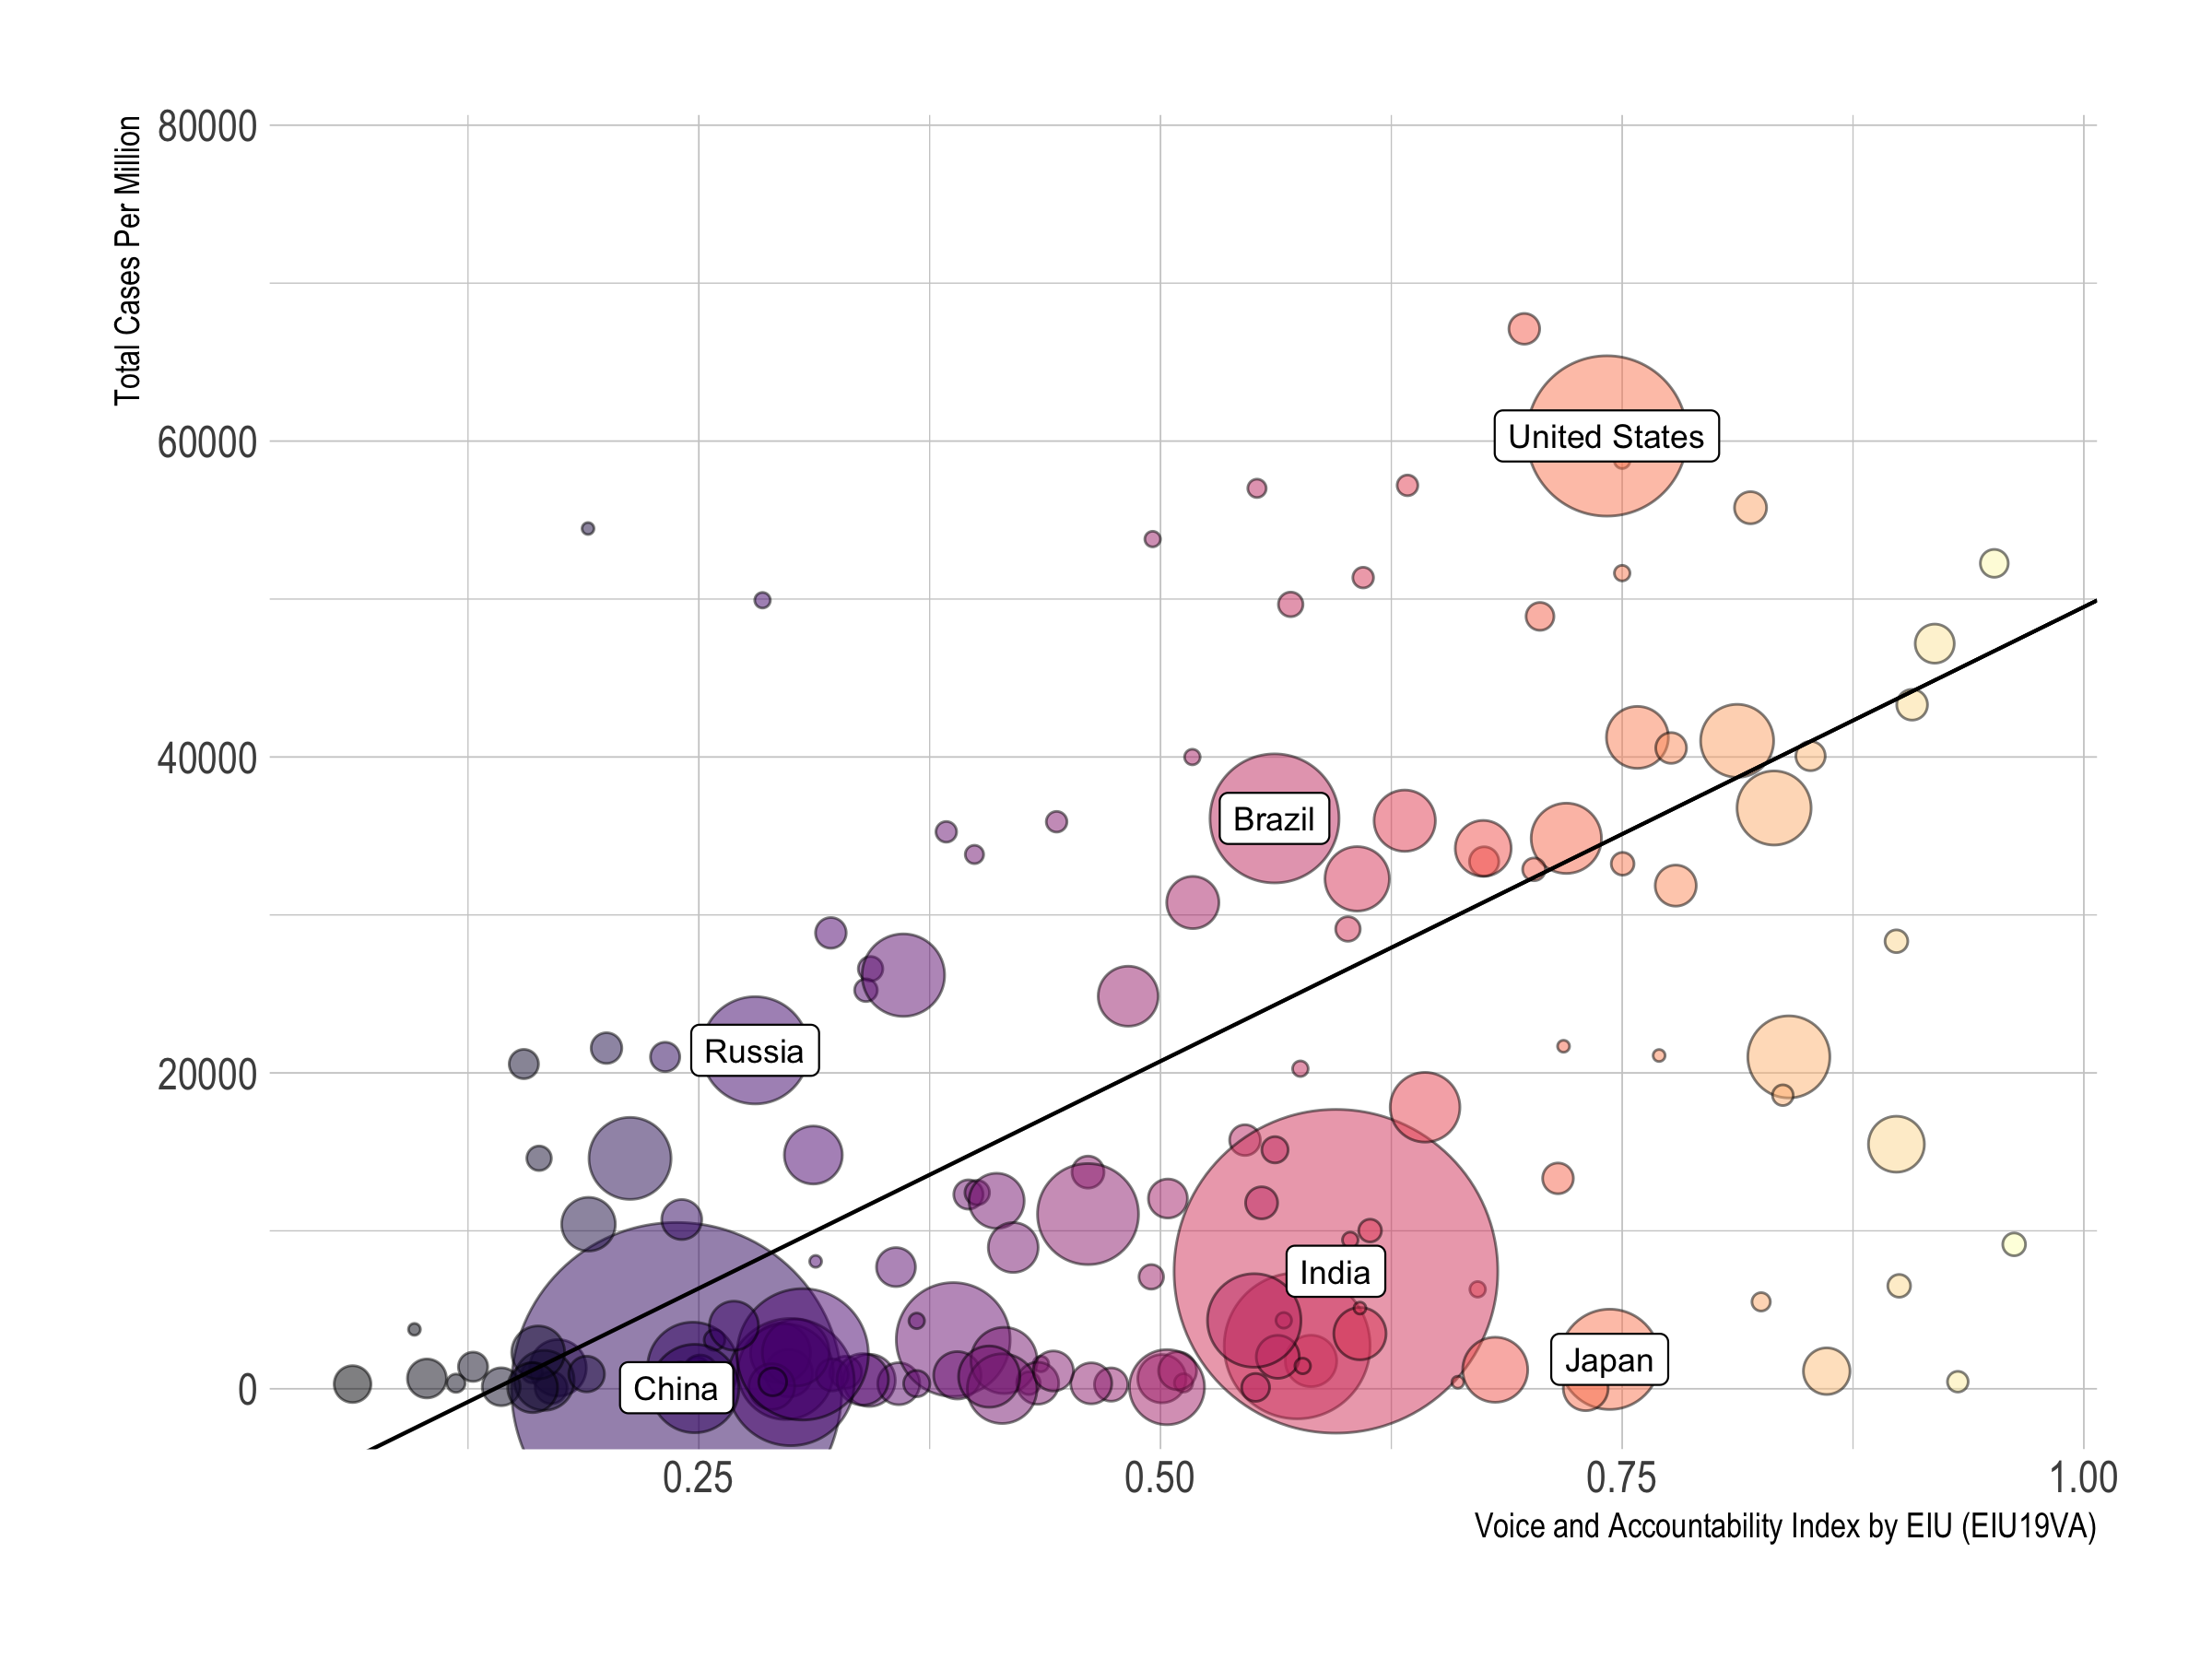 Total Cases Per Million
80000
60000
40000
20000
0
United States
Brazil
Russia
India
Japan
China
0.25
0.50
0.75
1.00
Voice and Accountability Index by EIU (EIU19VA)